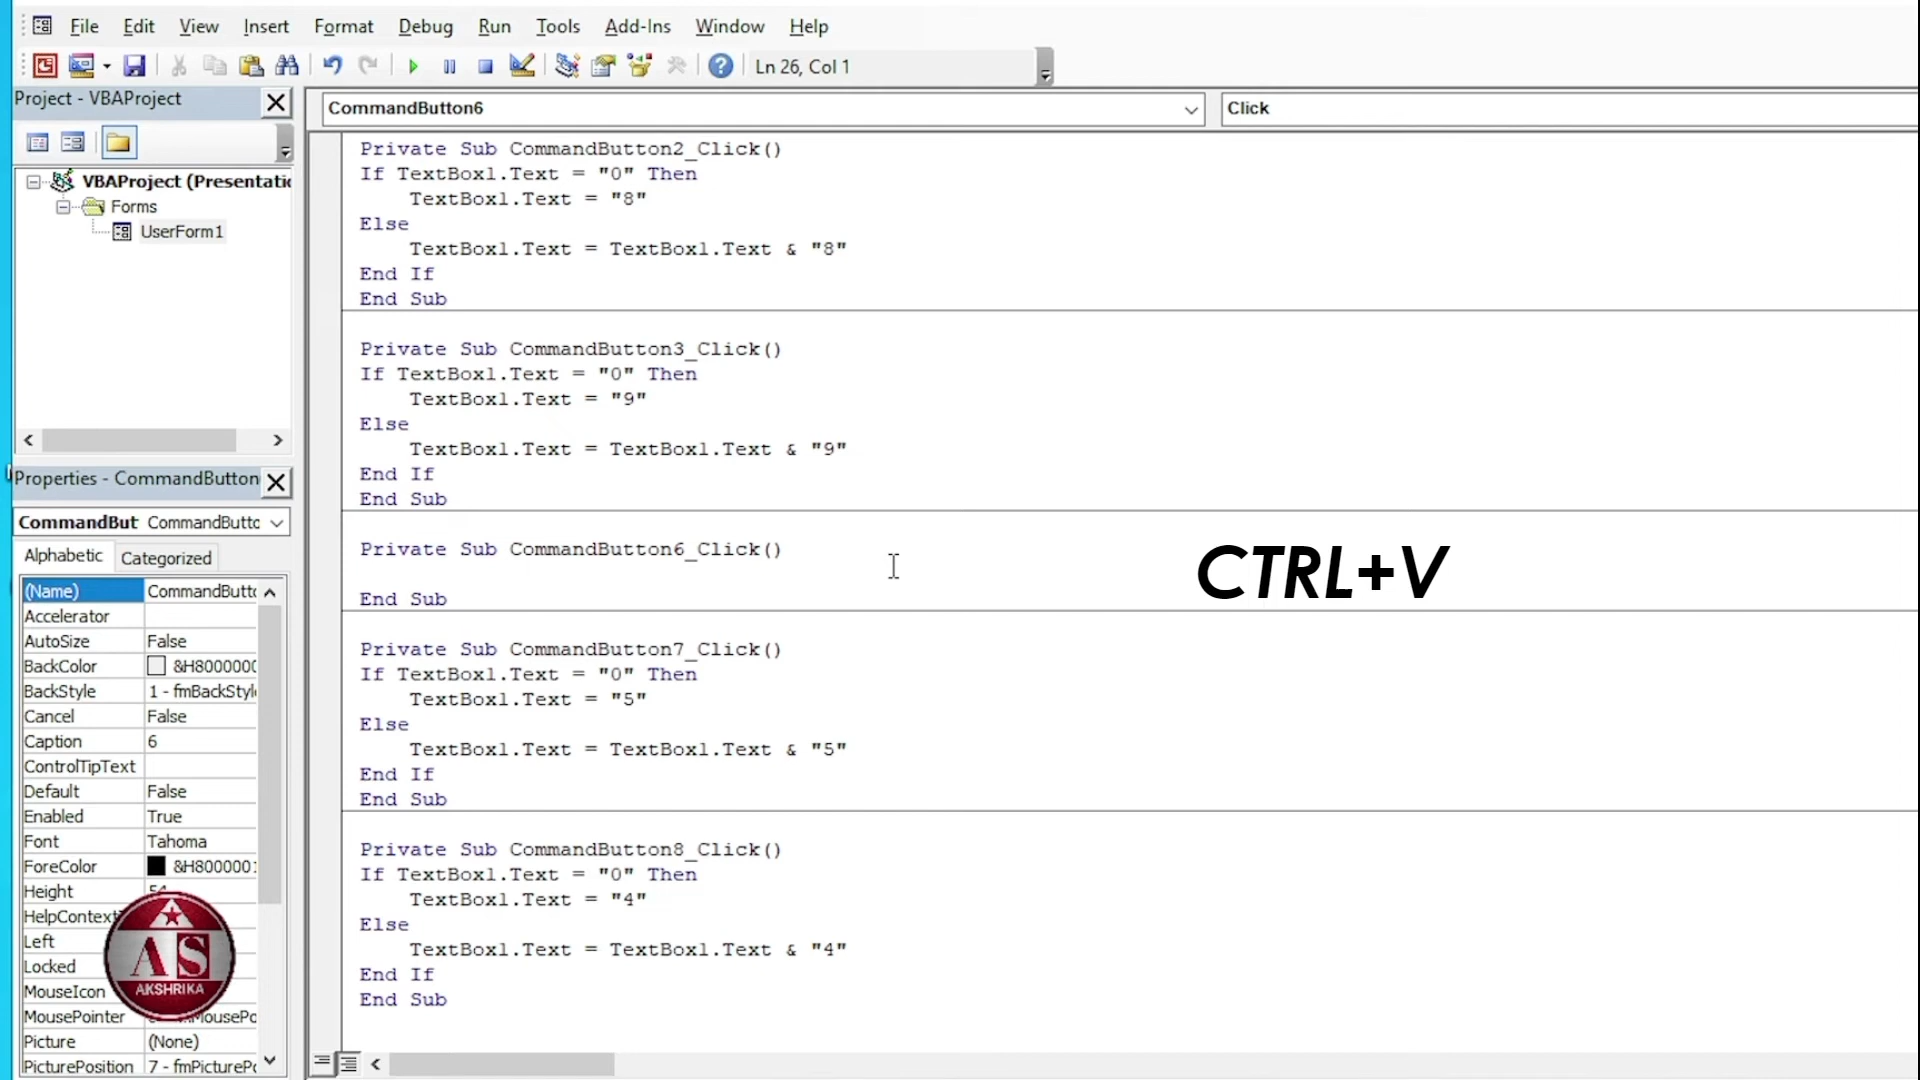 File Edit View Insert Format Debug Run Tools Add-Ins Window Help
Ln 26, Col 1
Project - VBAProject
CommandButton6
Click
VBAProject (Presentatic
Forms
UserForm1
Private Sub CommandButton2_Click()
If TextBox1.Text = "0" Then
TextBox1.Text = "8"
Else
TextBox1.Text = TextBox1.Text & "8"
End If
End Sub
Private Sub CommandButton3_Click()
If TextBox1.Text = "0" Then
TextBox1.Text = "9"
Else
TextBox1.Text = TextBox1.Text & "9"
End If
End Sub
Private Sub CommandButton6_Click()
End Sub
CTRL+V
Private Sub CommandButton7_Click()
If TextBox1.Text = "0" Then
TextBox1.Text = "5"
Else
TextBox1.Text = TextBox1.Text & "5"
End If
End Sub
Private Sub CommandButton8_Click()
If TextBox1.Text = "0" Then
TextBox1.Text = "4"
Else
TextBox1.Text = TextBox1.Text & "4"
End If
End Sub
Properties - CommandButton
CommandBut CommandButtc
Alphabetic Categorized
(Name) CommandButtc
Accelerator
AutoSize False
BackColor &H8000000
BackStyle 1 - fmBackStyl
Cancel False
Caption 6
ControlTipText
Default False
Enabled True
Font Tahoma
ForeColor &H8000001
Height 54
HelpContext
Left
Locked
MouseIcon
MousePointer MousePo
Picture (None)
PicturePosition 7 - fmPicturePo
AS
AKSHRIKA